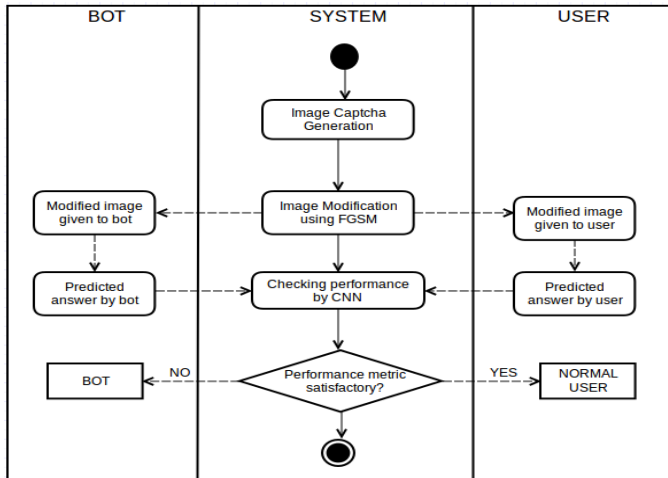 BOT
SYSTEM
USER
Image Captcha
Generation
Modified image
given to bot
Image Modification
using FGSM
Modified image
given to user
Predicted
answer by bot
Checking performance
by CNN
Predicted
answer by user
BOT
NO
Performance metric
satisfactory?
YES
NORMAL
USER